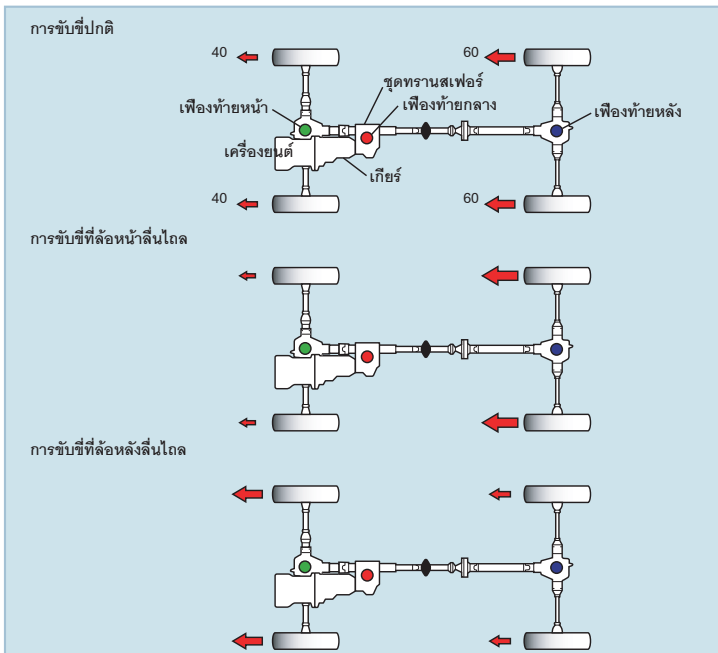 การขับขี่ปกติ
40
60
ชุดทรานสเฟอร์
เฟืองท้ายหน้า
เฟืองท้ายกลาง
เฟืองท้ายหลัง
เครื่องยนต์
เกียร์
40
60
การขับขี่ที่ล้อหน้าลื่นไถล
การขับขี่ที่ล้อหลังลื่นไถล